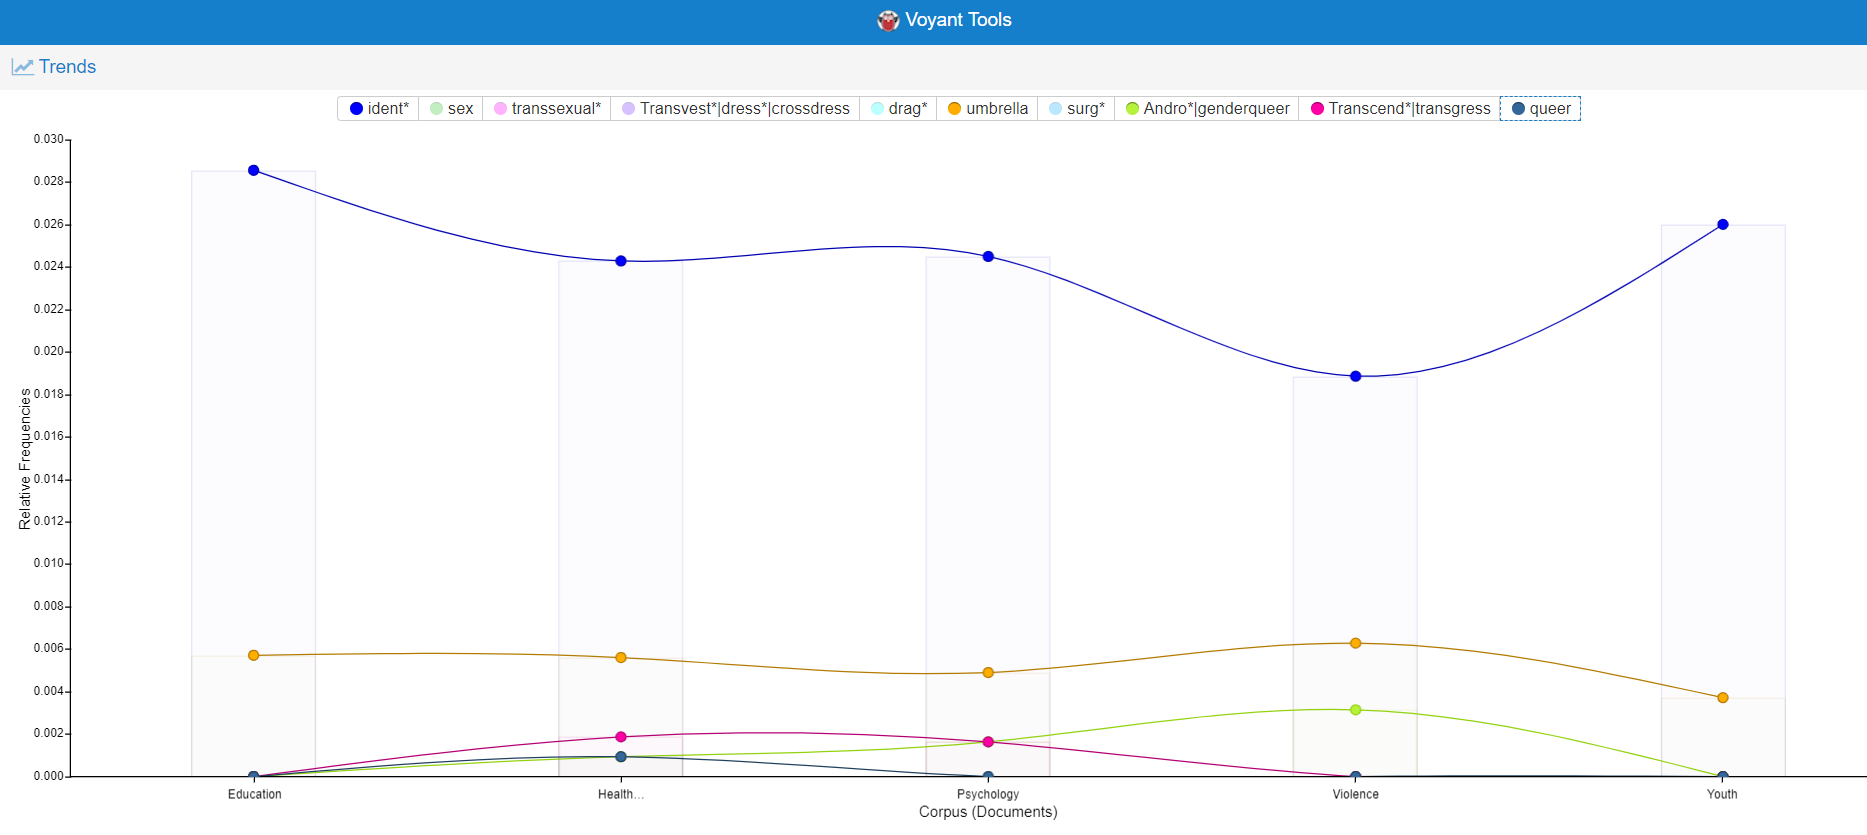 Voyant Tools
Trends
ident* sex transsexual* Transvest*|dress*|crossdress drag* umbrella surg* Andro*|genderqueer Transcend*|transgress queer
0.030
0.028
0.026
0.024
0.022
0.020
0.018
0.016
0.014
0.012
0.010
0.008
0.006
0.004
0.002
0.000
Relative Frequencies
Education Health... Psychology Violence Youth
Corpus (Documents)